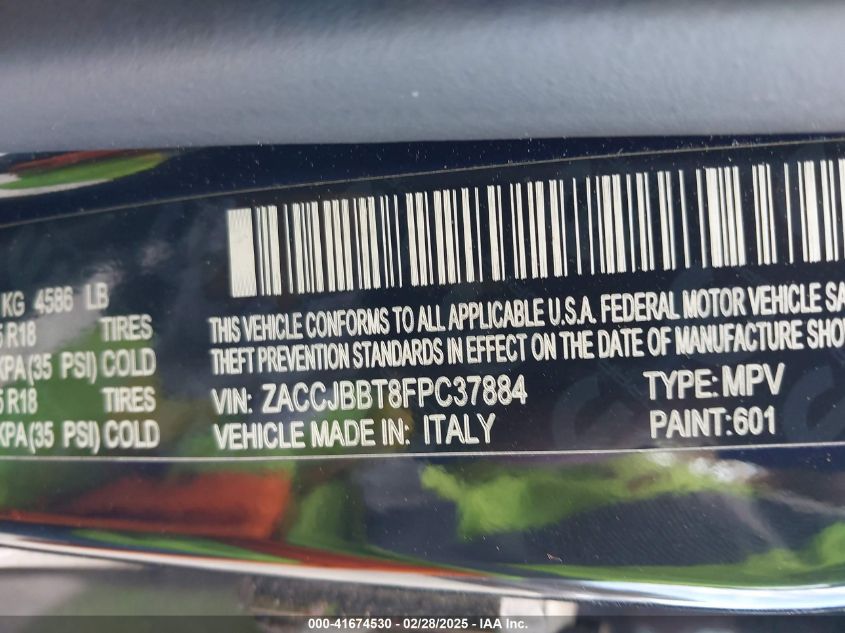 KG 4586 LB
R18 TIRES
KPA(35 PSI) COLD
R18 TIRES
KPA(35 PSI) COLD
THIS VEHICLE CONFORMS TO ALL APPLICABLE U.S.A. FEDERAL MOTOR VEHICLE SA
THEFT PREVENTION STANDARDS IN EFFECT ON THE DATE OF MANUFACTURE SHO
VIN: ZACCJBBT8FPC37884 TYPE: MPV
VEHICLE MADE IN: ITALY PAINT:601
000-41674530 - 02/28/2025 - IAA Inc.